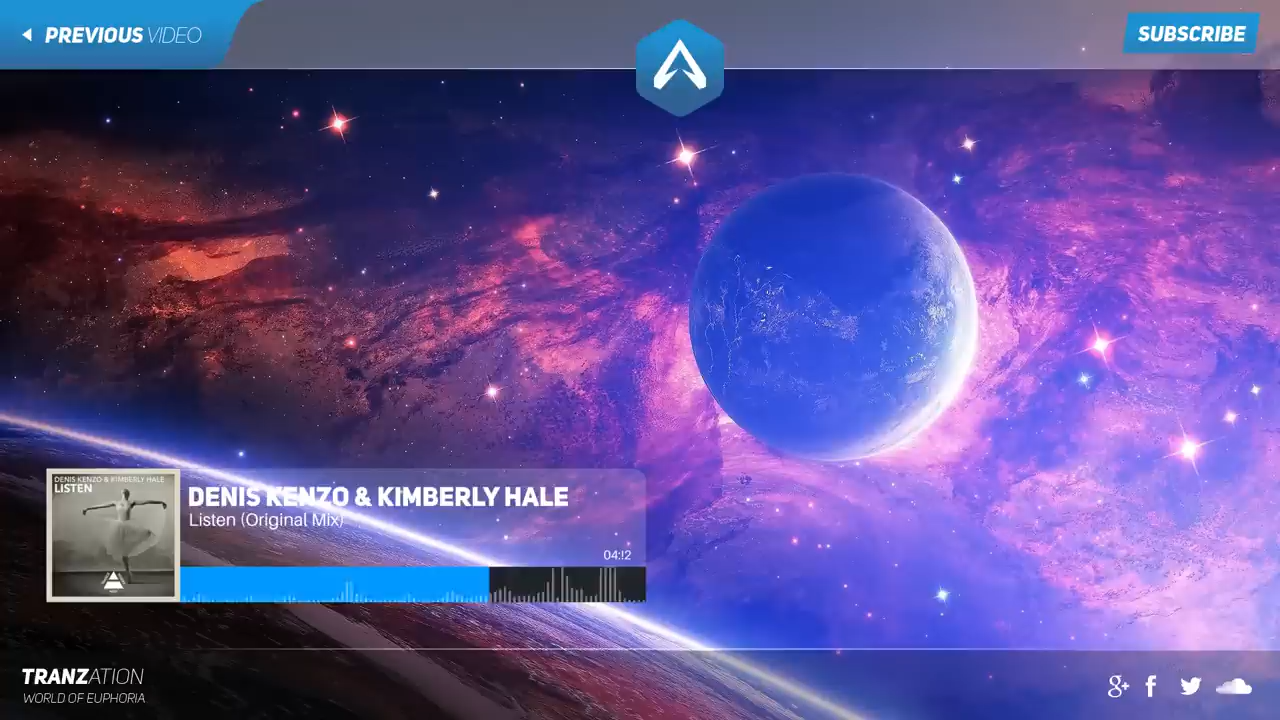 PREVIOUS VIDEO
SUBSCRIBE
DENIS KENZO & KIMBERLY HALE
LISTEN
DENIS KENZO & KIMBERLY HALE
Listen (Original Mix)
04:12
TRANZATION
WORLD OF EUPHORIA
g+ f